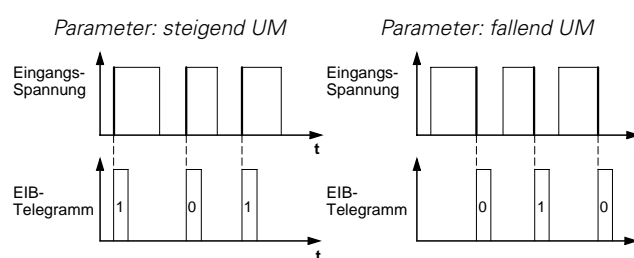 Parameter: steigend UM
Eingangs-
Spannung
t
EIB-
Telegramm
1 0 1
t
Parameter: fallend UM
Eingangs-
Spannung
EIB-
Telegramm
0 1 0